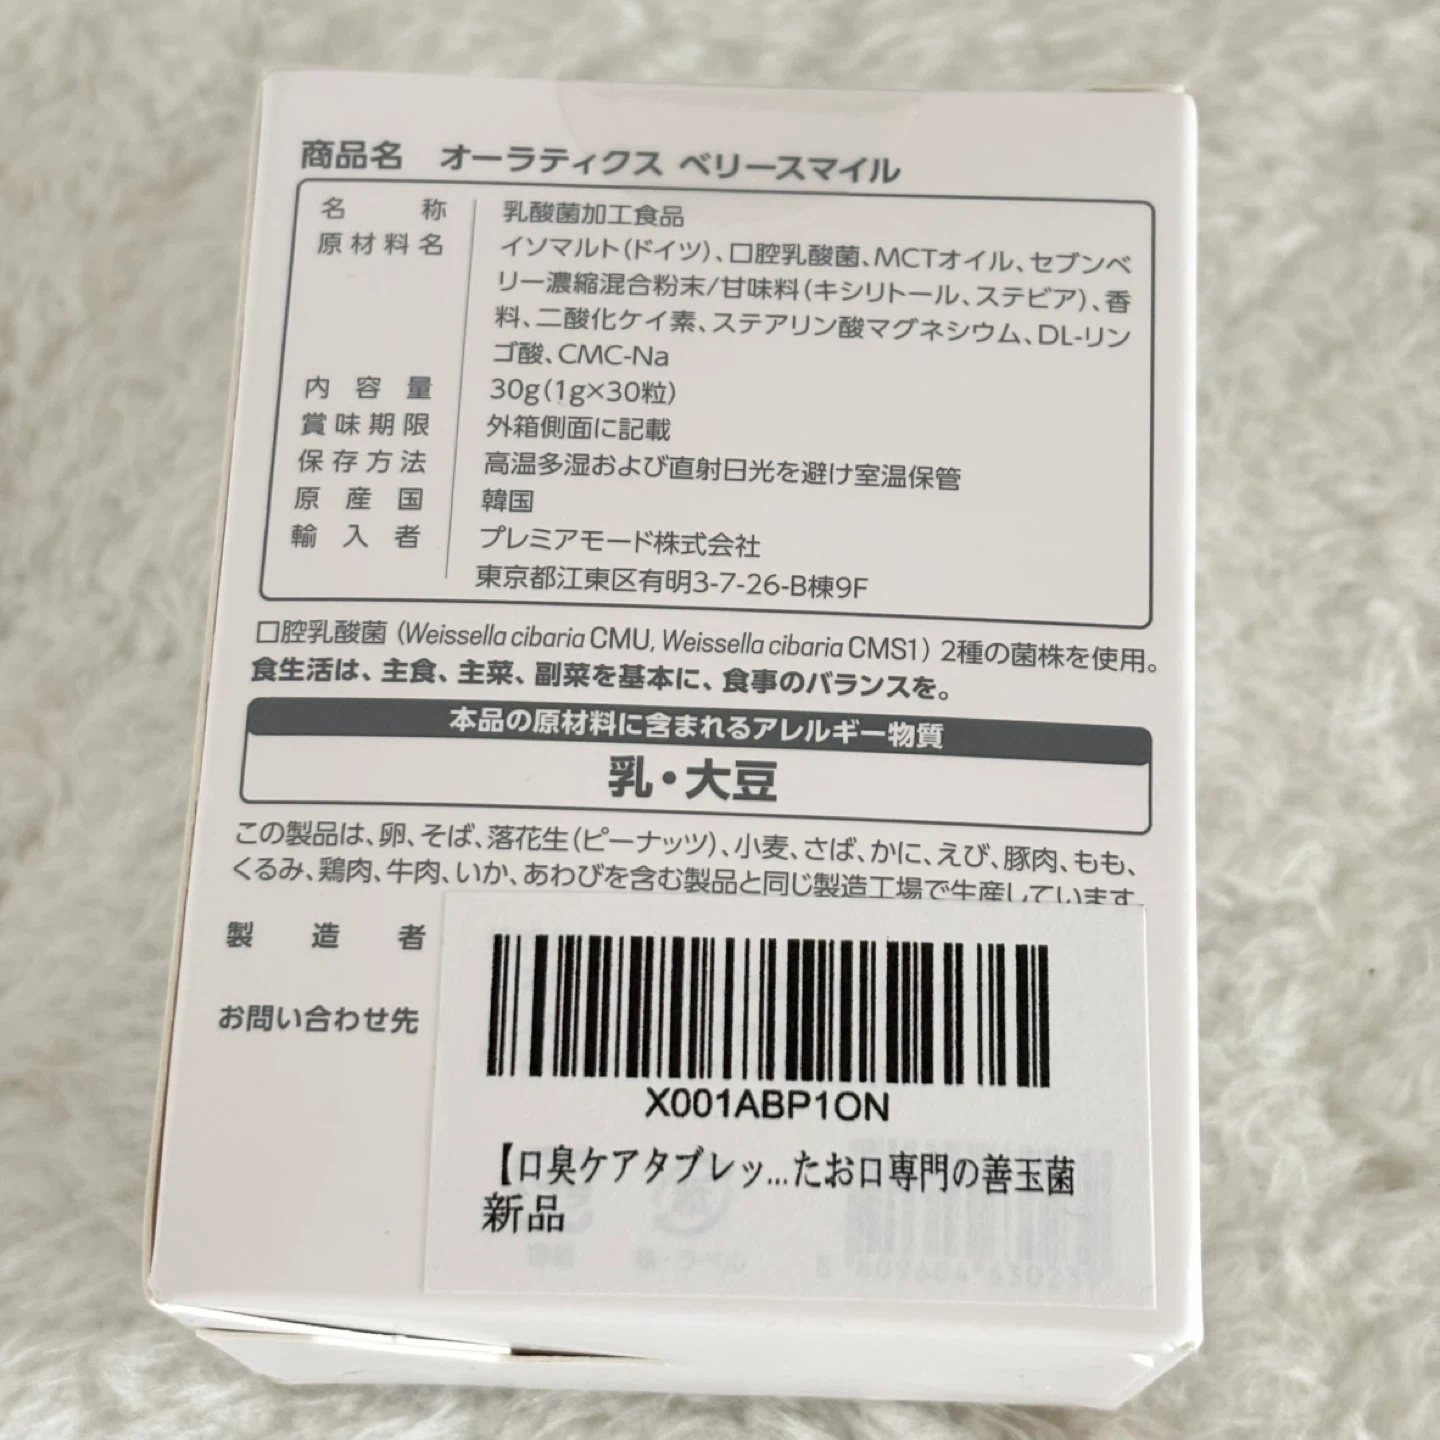 商品名 オーラティクス ベリースマイル
名称 乳酸菌加工食品
原材料名 イソマルト(ドイツ)、口腔乳酸菌、MCTオイル、セブンベ
リー濃縮混合粉末/甘味料(キシリトール、ステビア)、香
料、二酸化ケイ素、ステアリン酸マグネシウム、DL-リン
ゴ酸、CMC-Na
内容量 30g(1g×30粒)
賞味期限 外箱側面に記載
保存方法 高温多湿および直射日光を避け室温保管
原産国 韓国
輸入者 プレミアモード株式会社
東京都江東区有明3-7-26-B棟9F
口腔乳酸菌 (Weissella cibaria CMU, Weissella cibaria CMS1) 2種の菌株を使用。
食生活は、主食、主菜、副菜を基本に、食事のバランスを。
本品の原材料に含まれるアレルギー物質
乳・大豆
この製品は、卵、そば、落花生(ピーナッツ)、小麦、さば、かに、えび、豚肉、もも、
くるみ、鶏肉、牛肉、いか、あわびを含む製品と同じ製造工場で生産しています。
製造者
お問い合わせ先
X001ABP1ON
【口臭ケアタブレッ...たお口専門の善玉菌
新品